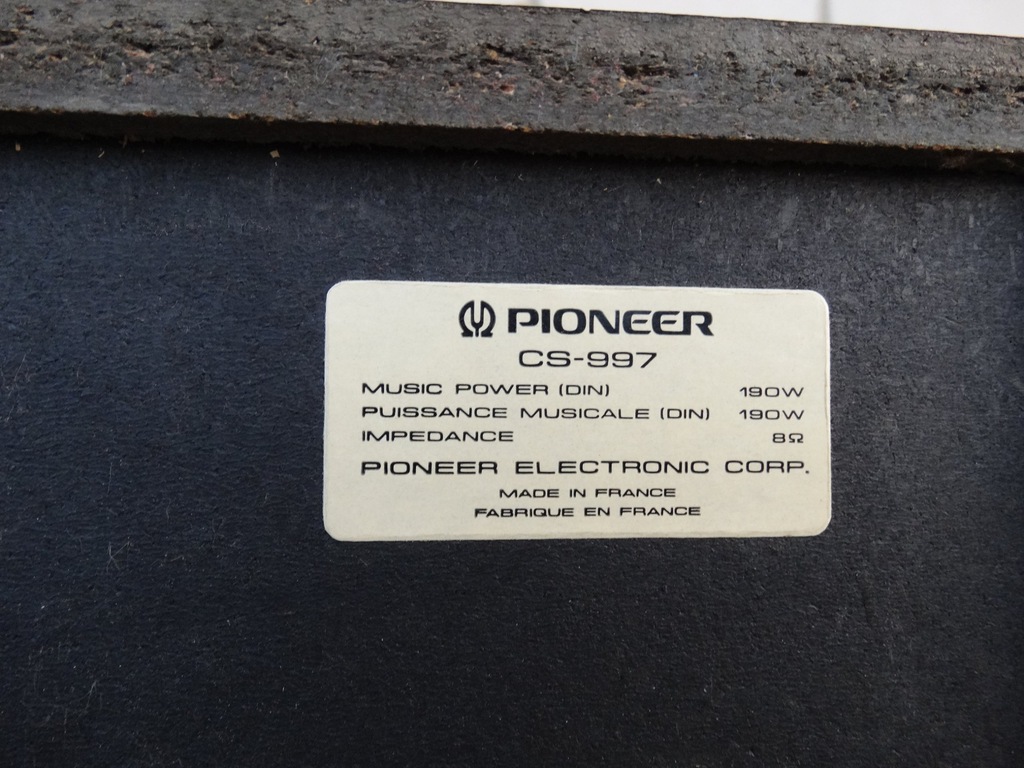 PIONEER
CS-997
MUSIC POWER (DIN) 190W
PUISSANCE MUSICALE (DIN) 190W
IMPEDANCE 8Ω
PIONEER ELECTRONIC CORP.
MADE IN FRANCE
FABRIQUE EN FRANCE